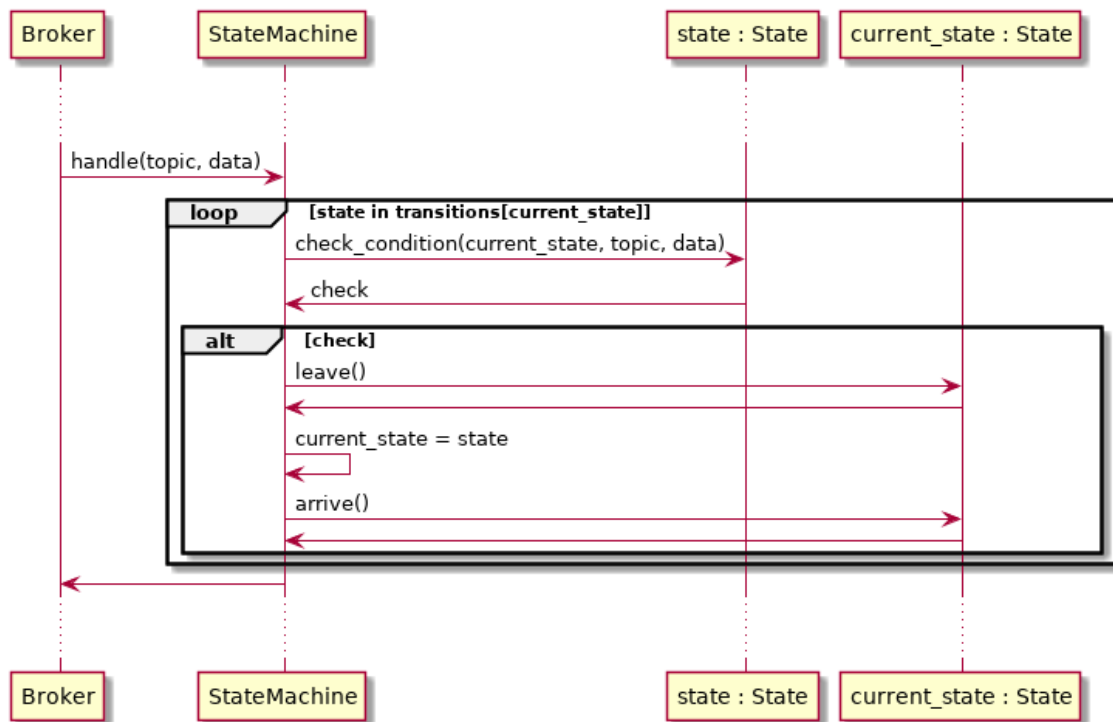 Broker
StateMachine
state : State
current_state : State
handle(topic, data)
loop
[state in transitions[current_state]]
check_condition(current_state, topic, data)
check
alt
[check]
leave()
current_state = state
arrive()
Broker
StateMachine
state : State
current_state : State